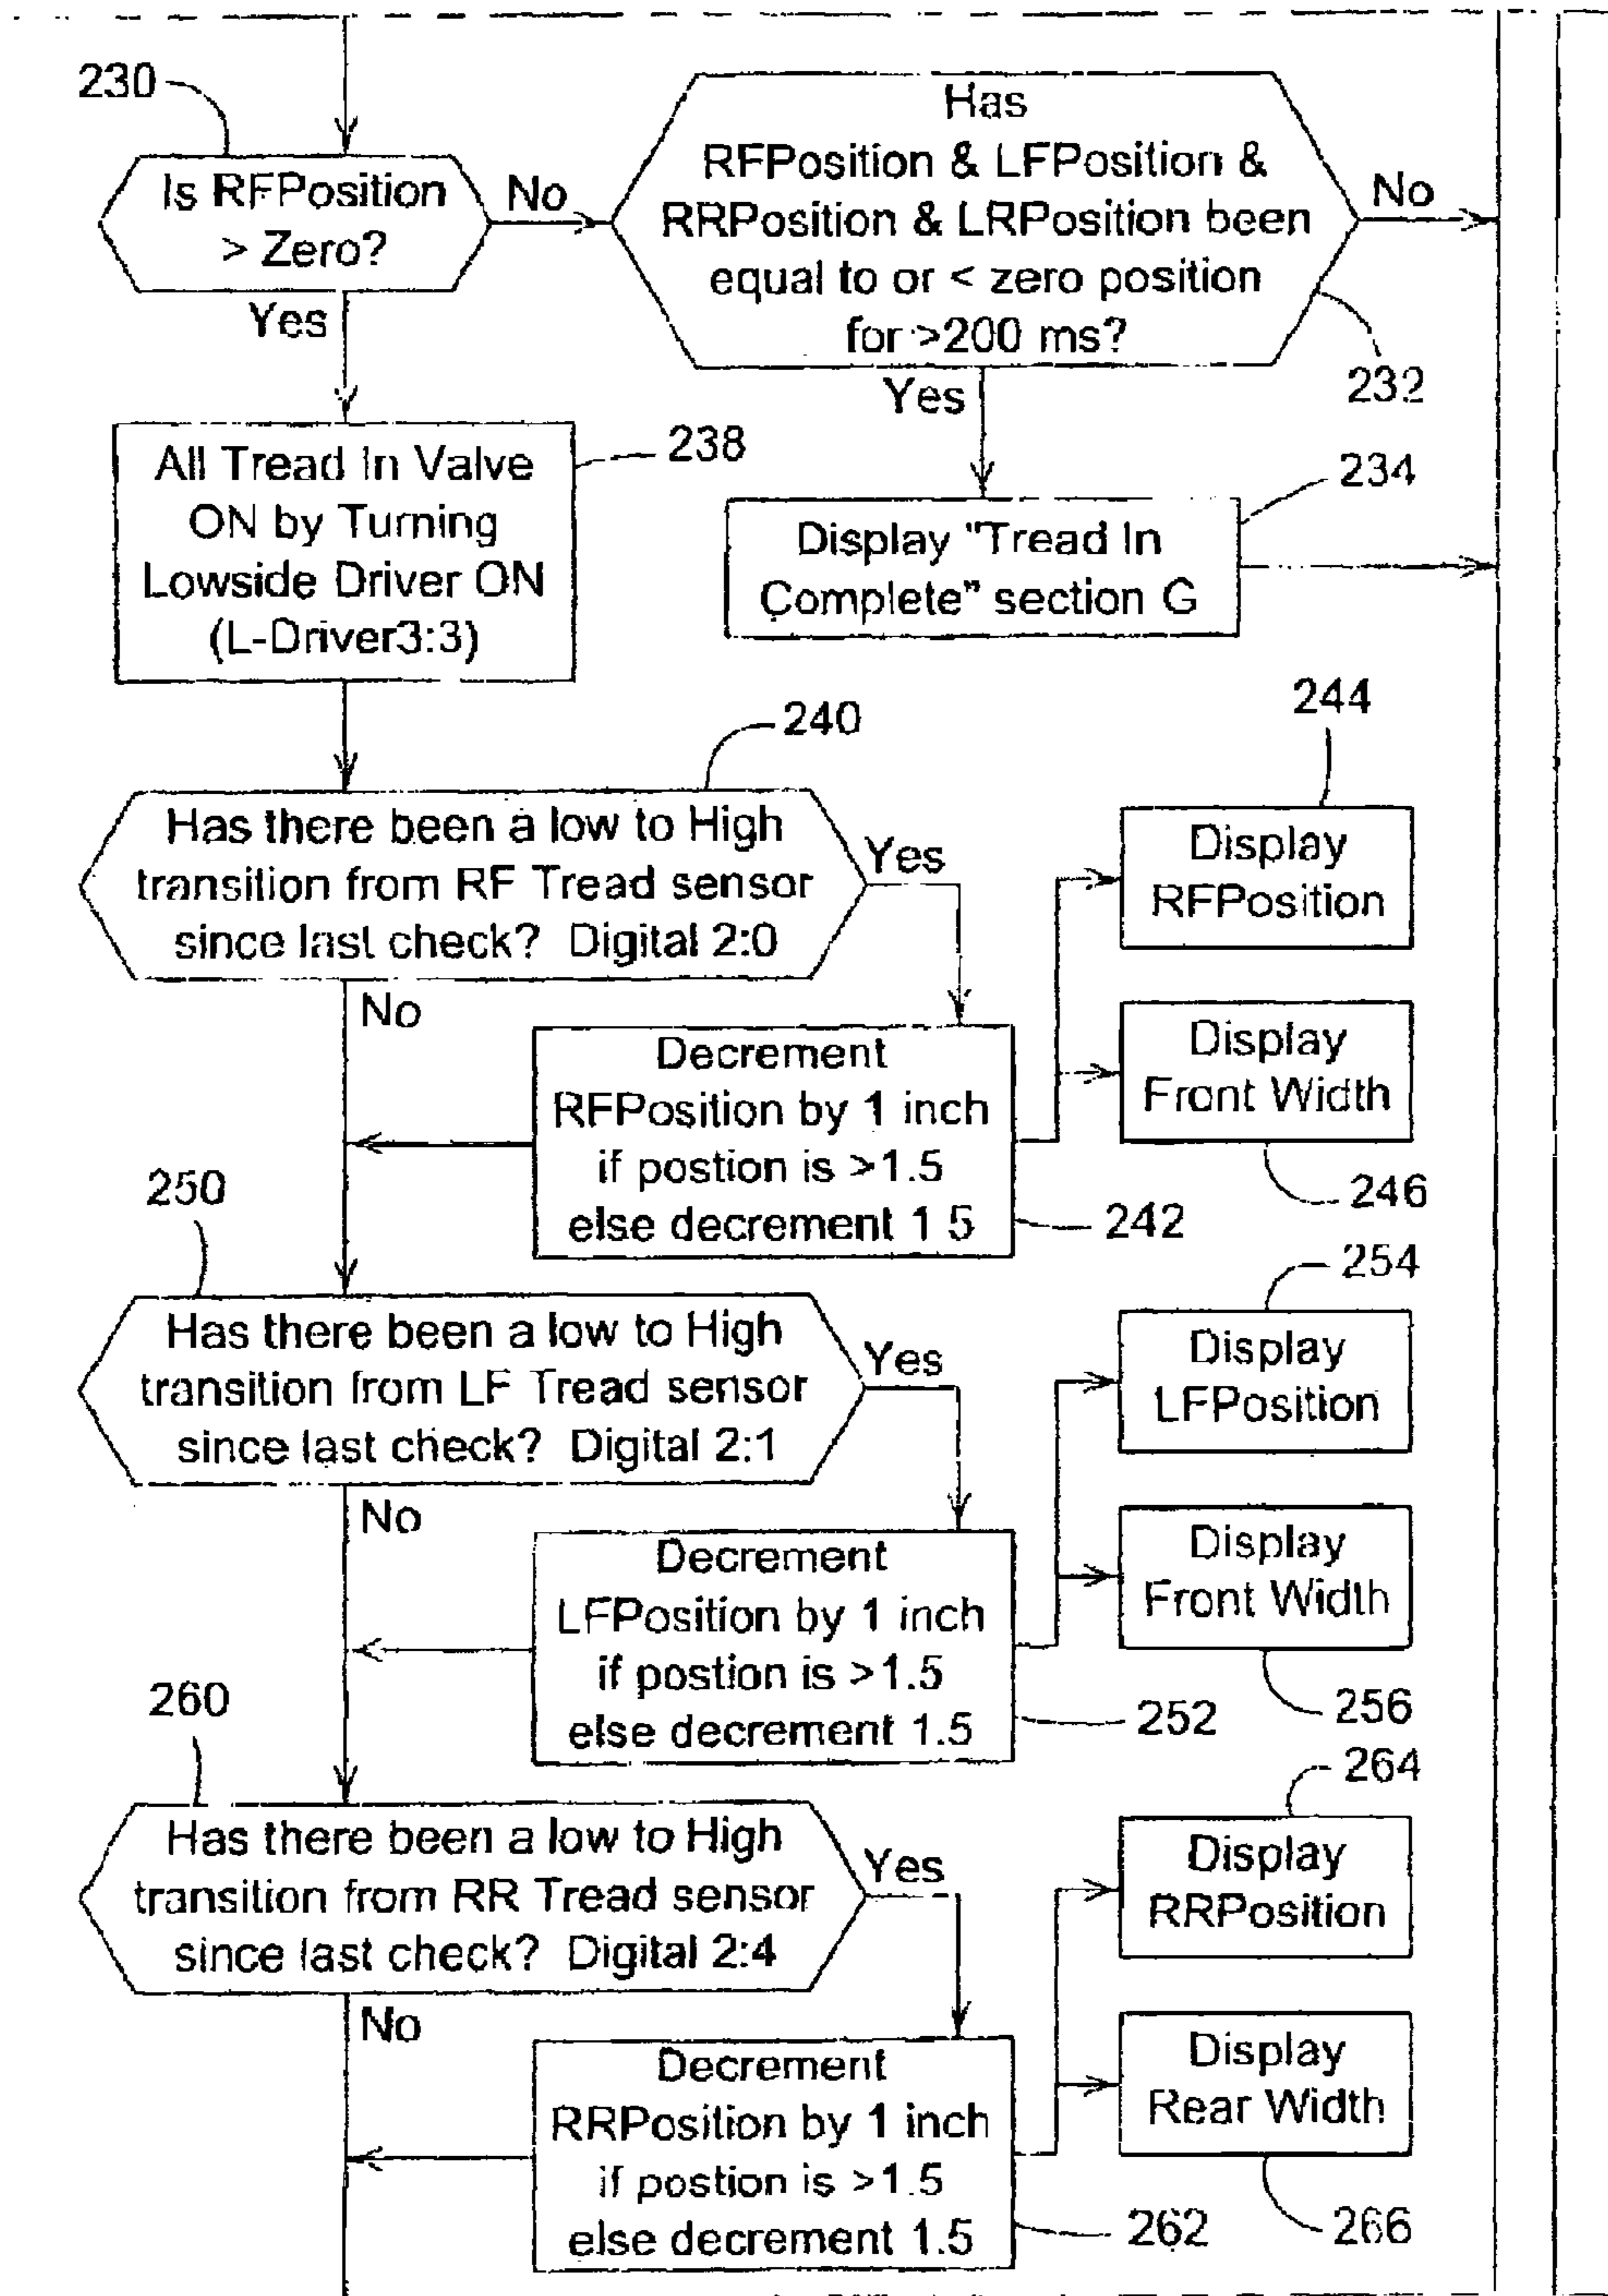 230
Is RFPosition
> Zero?
No
Yes
Has
RFPosition & LFPosition &
RRPosition & LRPosition been
equal to or < zero position
for >200 ms?
No
232
Yes
All Tread In Valve
ON by Turning
Lowside Driver ON
(L-Driver3:3)
238
234
Display "Tread In
Complete" section G
240
Has there been a low to High
transition from RF Tread sensor
since last check? Digital 2:0
Yes
No
244
Display
RFPosition
Display
Front Width
246
Decrement
RFPosition by 1 inch
if postion is >1.5
else decrement 1 5
242
250
Has there been a low to High
transition from LF Tread sensor
since last check? Digital 2:1
Yes
No
254
Display
LFPosition
Display
Front Width
256
Decrement
LFPosition by 1 inch
if postion is >1.5
else decrement 1.5
252
260
Has there been a low to High
transition from RR Tread sensor
since last check? Digital 2:4
Yes
No
264
Display
RRPosition
Display
Rear Width
266
Decrement
RRPosition by 1 inch
if postion is >1.5
else decrement 1.5
262